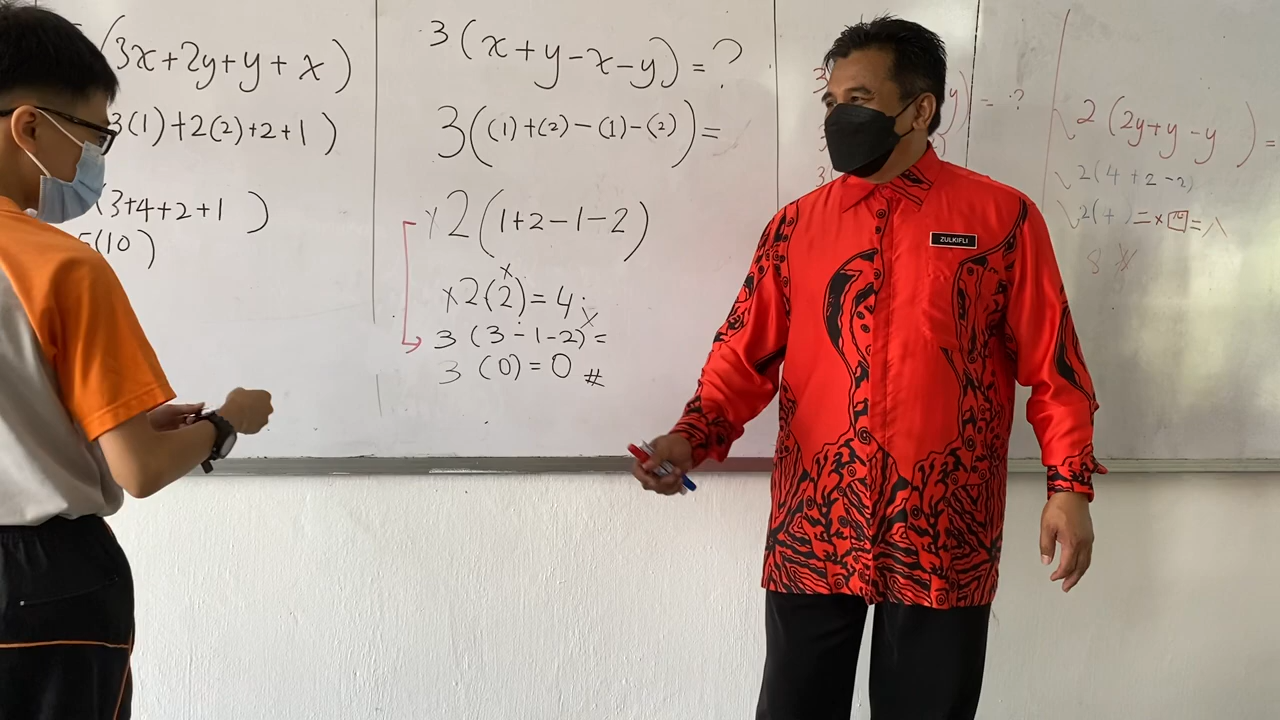 (3x+2y+y+x)
3(1)+2(2)+2+1)
(3+4+2+1)
5(10)
3(x+y-x-y)=?
3((1)+(2)-(1)-(2))=
x2(1+2-1-2)
x2(2)=4
3(3-1-2)=
3(0)=0 #
= ?
ZULKIFLI
2(2y+y-y)=
2(4+2-2)
8